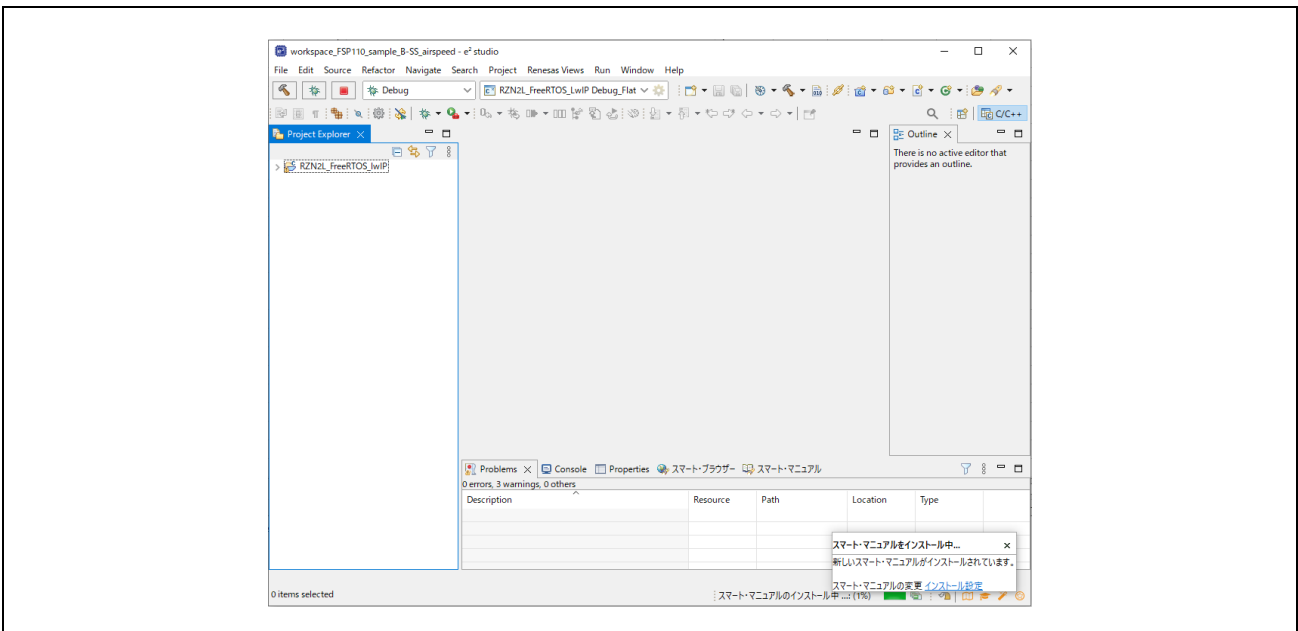 workspace_FSP110_sample_B-SS_airspeed - e² studio
File Edit Source Refactor Navigate Search Project Renesas Views Run Window Help
Debug
RZN2L_FreeRTOS_LwIP Debug_Flat
C/C++
Project Explorer
Outline
There is no active editor that
provides an outline.
RZN2L_FreeRTOS_lwIP
Problems Console Properties スマート・ブラウザー スマート・マニュアル
0 errors, 3 warnings, 0 others
Description Resource Path Location Type
スマート・マニュアルをインストール中...
新しいスマート・マニュアルがインストールされています。
スマート・マニュアルの変更 インストール設定
0 items selected
スマート・マニュアルのインストール中 ...: (1%)